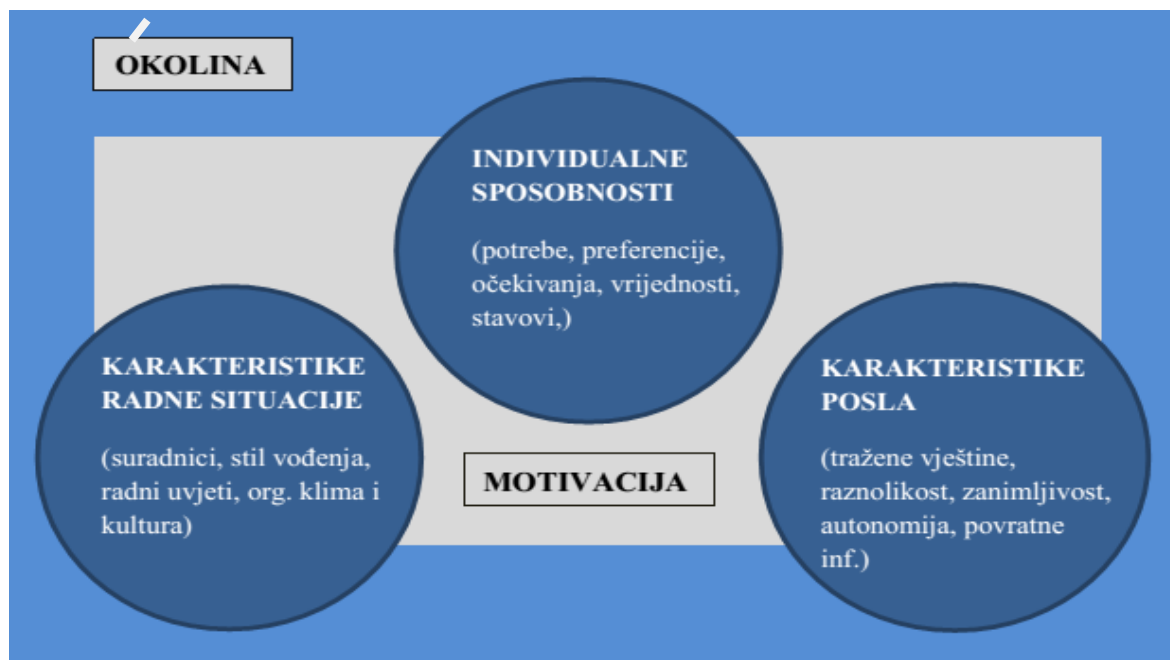 OKOLINA
INDIVIDUALNE
SPOSOBNOSTI
(potrebe, preferencije,
očekivanja, vrijednosti,
stavovi,)
KARAKTERISTIKE
RADNE SITUACIJE
(suradnici, stil vođenja,
radni uvjeti, org. klima i
kultura)
MOTIVACIJA
KARAKTERISTIKE
POSLA
(tražene vještine,
raznolikost, zanimljivost,
autonomija, povratne
inf.)